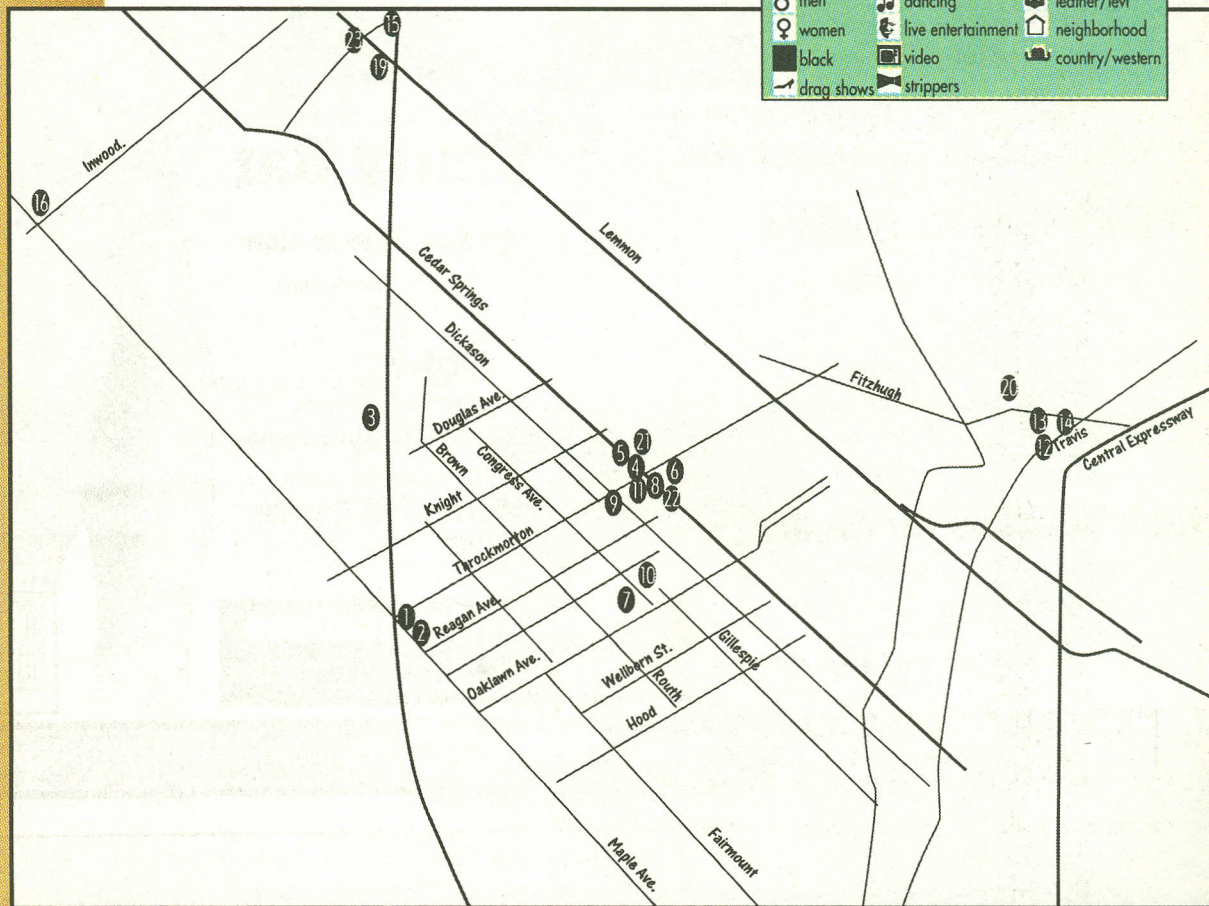 men
dancing
leather/levi
women
live entertainment
neighborhood
black
video
country/western
drag shows
strippers
15
23
19
Inwood.
16
Lemmon
Cedar Springs
Dickason
Fitzhugh
20
3
Douglas Ave.
13
14
5
21
12
Travis
Central Expressway
Brown
Congress Ave.
4
6
11
8
9
22
Knight
Throckmorton
10
7
1
2
Reagan Ave.
Oaklawn Ave.
Wellborn St.
Gillespie
Routh
Hood
Maple Ave.
Fairmount